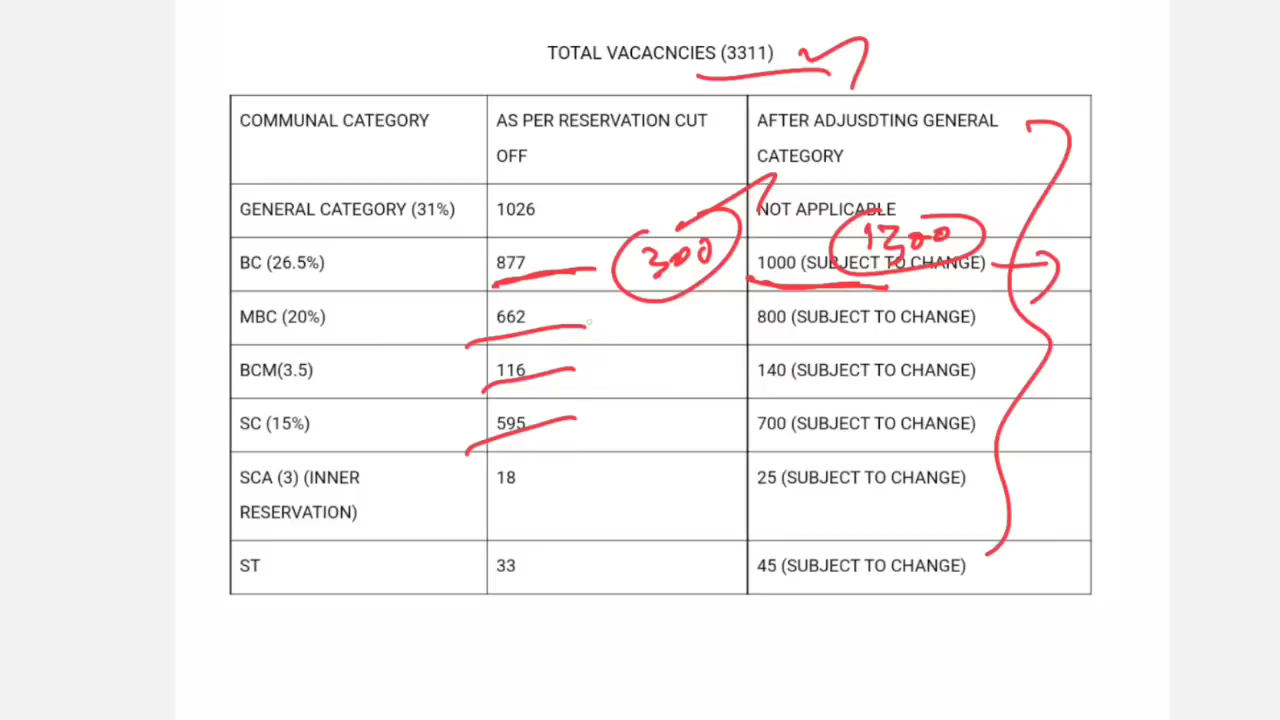 TOTAL VACACNCIES (3311)
COMMUNAL CATEGORY
AS PER RESERVATION CUT
OFF
AFTER ADJUSDTING GENERAL
CATEGORY
GENERAL CATEGORY (31%)
1026
NOT APPLICABLE
BC (26.5%)
877
300
1300
1000 (SUBJECT TO CHANGE)
MBC (20%)
662
800 (SUBJECT TO CHANGE)
BCM(3.5)
116
140 (SUBJECT TO CHANGE)
SC (15%)
595
700 (SUBJECT TO CHANGE)
SCA (3) (INNER
RESERVATION)
18
25 (SUBJECT TO CHANGE)
ST
33
45 (SUBJECT TO CHANGE)